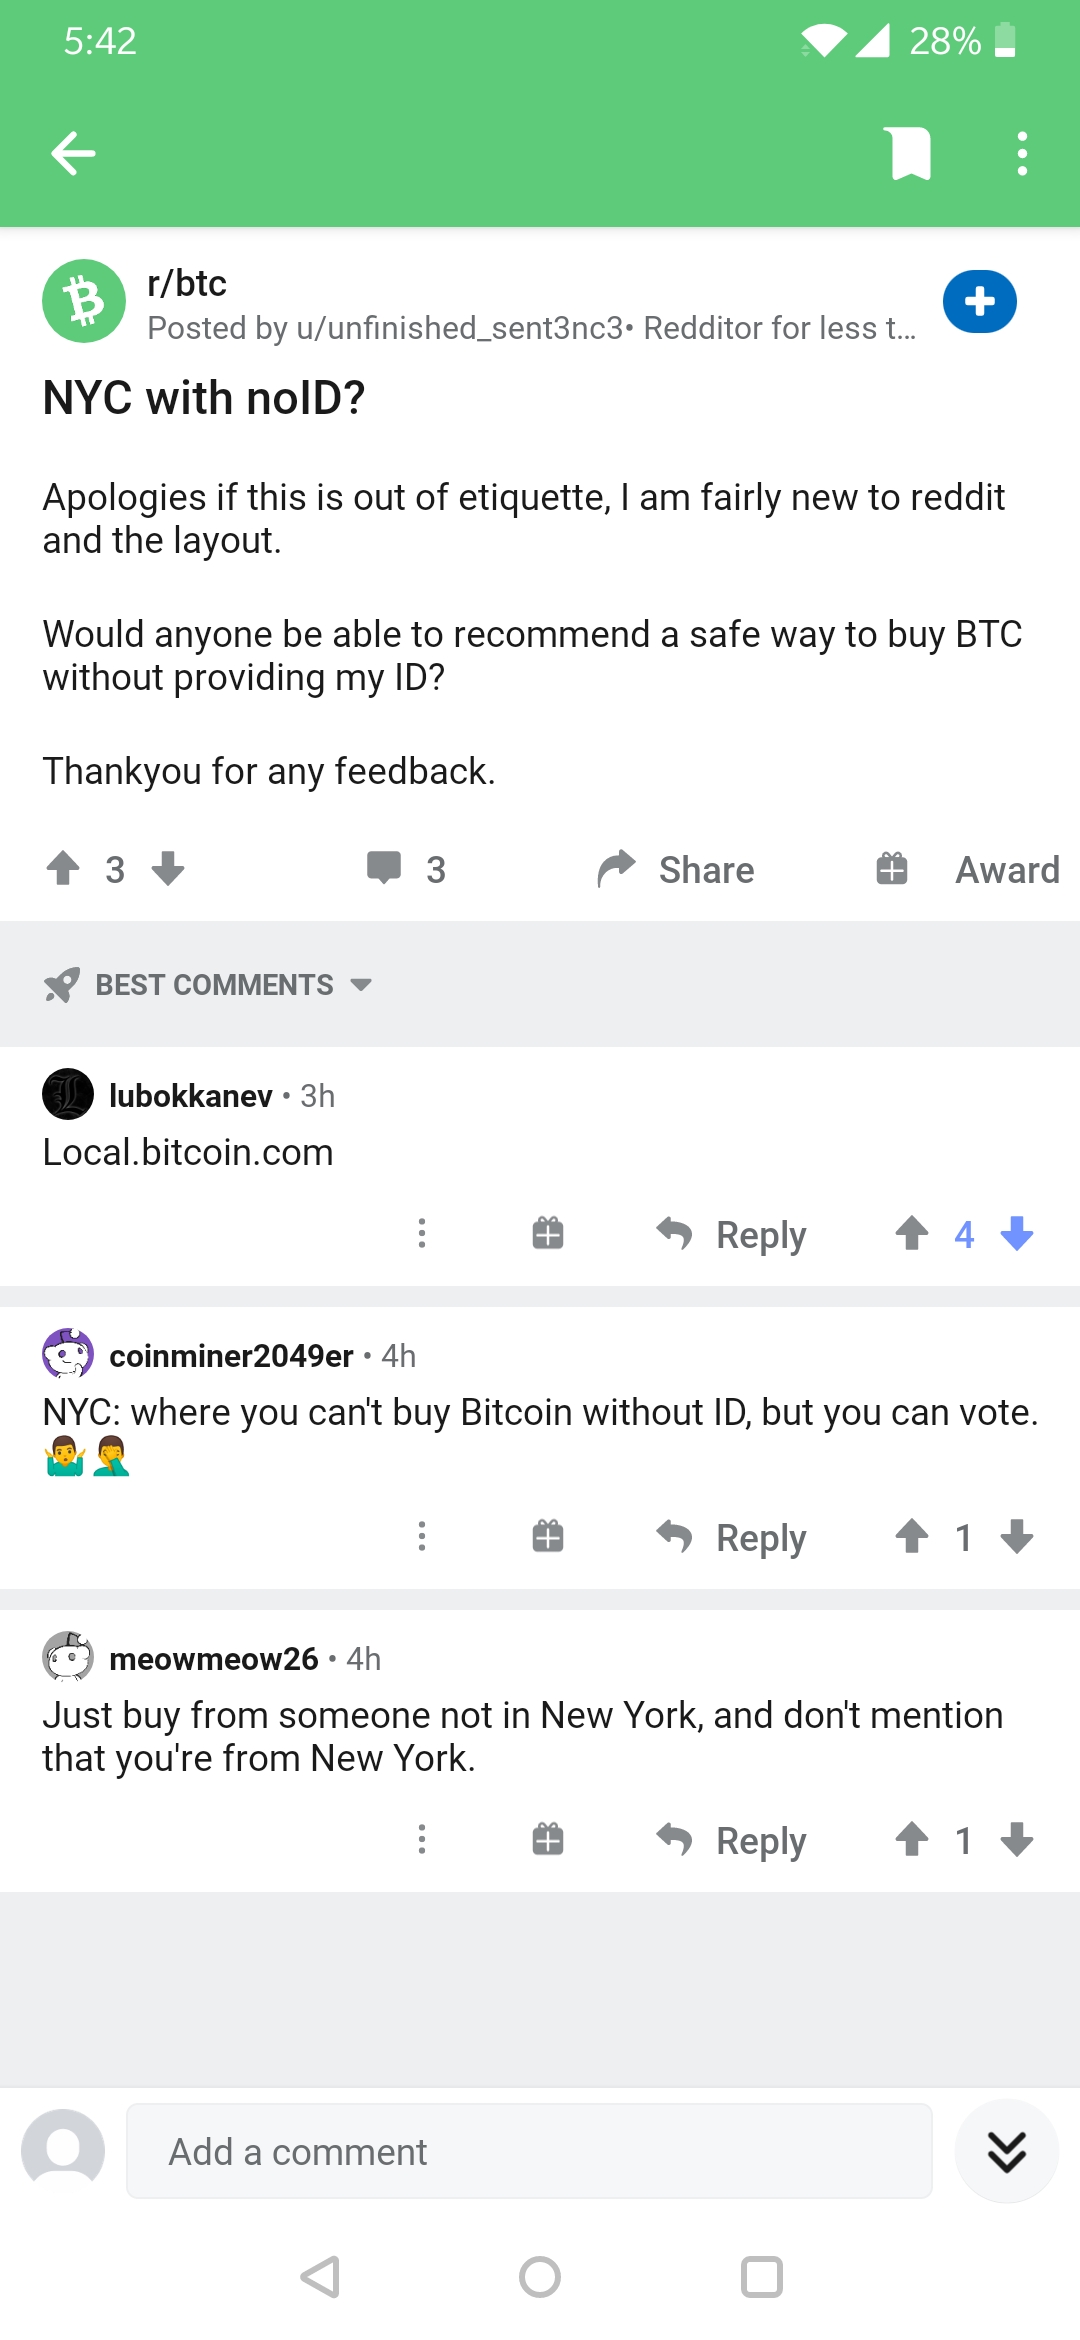 5:42
28%
r/btc
Posted by u/unfinished_sent3nc3• Redditor for less t...
NYC with noID?
Apologies if this is out of etiquette, I am fairly new to reddit
and the layout.
Would anyone be able to recommend a safe way to buy BTC
without providing my ID?
Thankyou for any feedback.
3
3
Share
Award
BEST COMMENTS
lubokkanev • 3h
Local.bitcoin.com
Reply
4
coinminer2049er • 4h
NYC: where you can't buy Bitcoin without ID, but you can vote.
🤷‍♂️🤦‍♂️
Reply
1
meowmeow26 • 4h
Just buy from someone not in New York, and don't mention
that you're from New York.
Reply
1
Add a comment